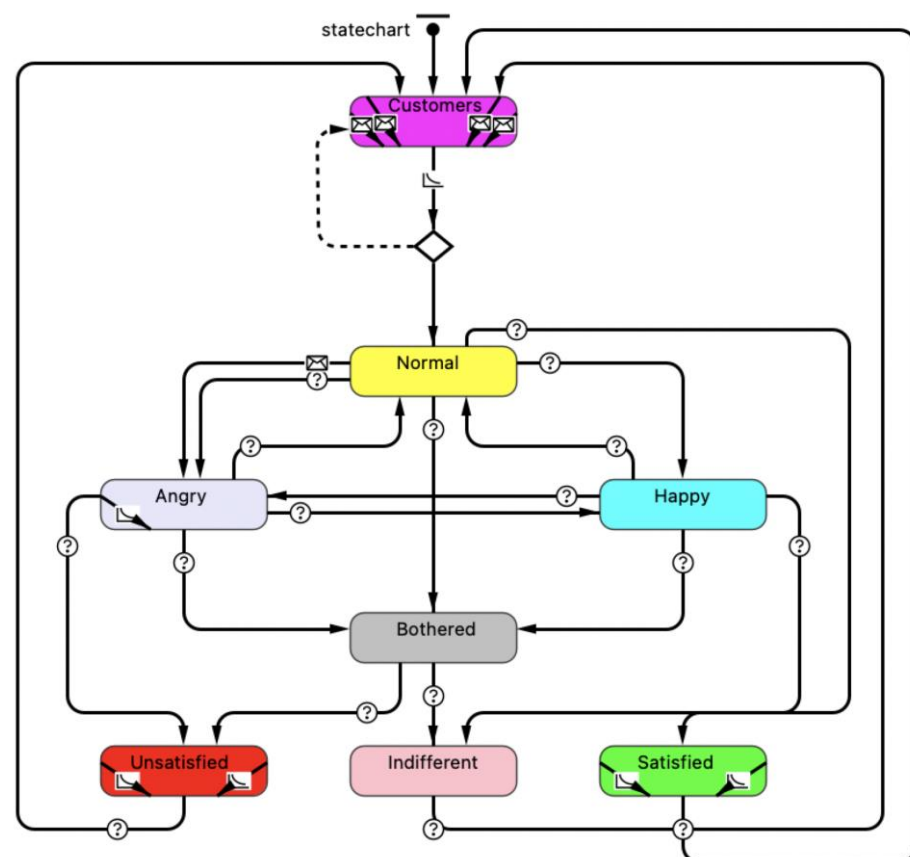 statechart
Customers
Normal
?
?
?
?
?
?
Angry
?
?
Happy
?
?
?
?
Bothered
?
?
Unsatisfied
Indifferent
Satisfied
?
?
?